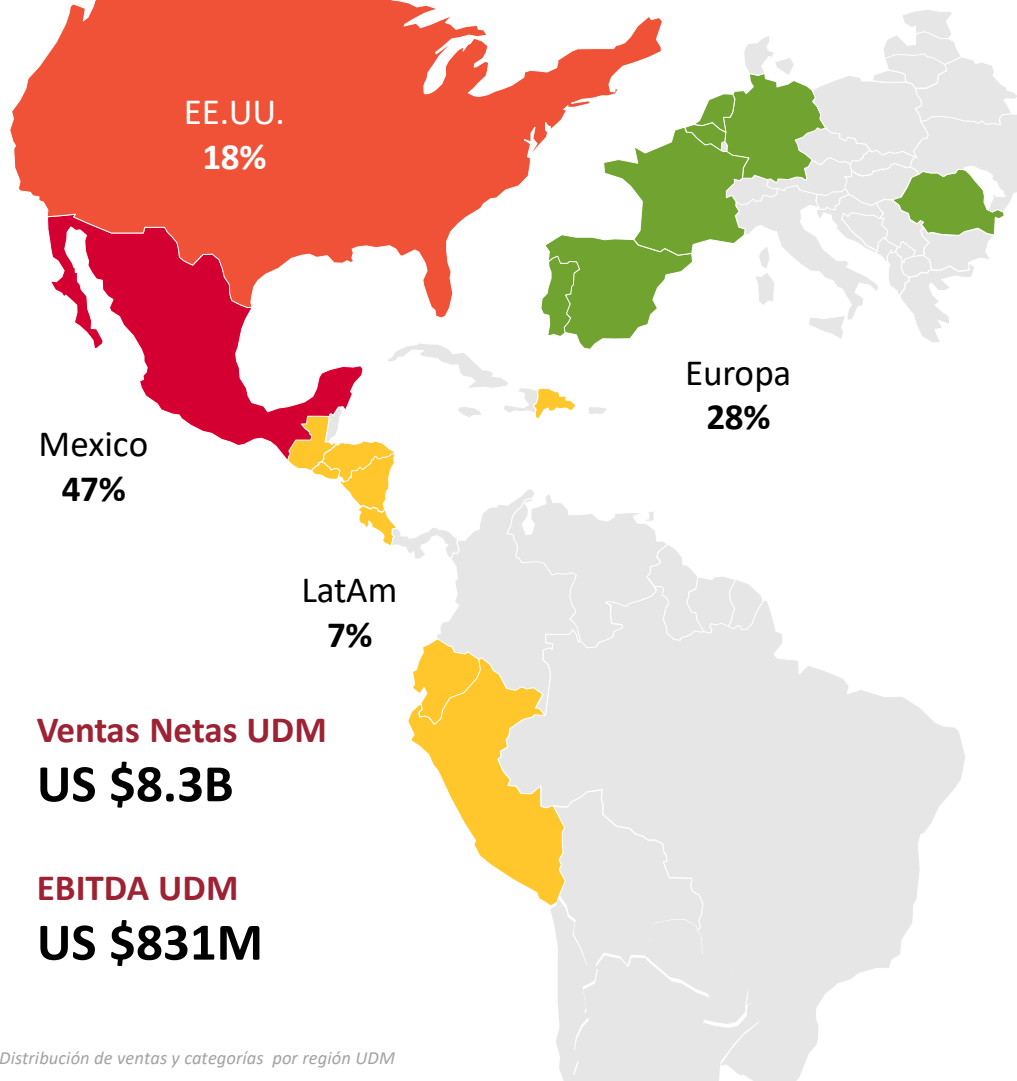 EE.UU.
18%
Europa
28%
Mexico
47%
LatAm
7%
Ventas Netas UDM
US $8.3B
EBITDA UDM
US $831M
Distribución de ventas y categorías por región UDM